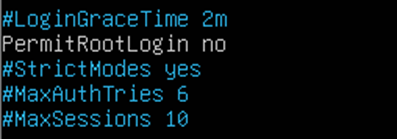 #LoginGraceTime 2m
PermitRootLogin no
#StrictModes yes
#MaxAuthTries 6
#MaxSessions 10